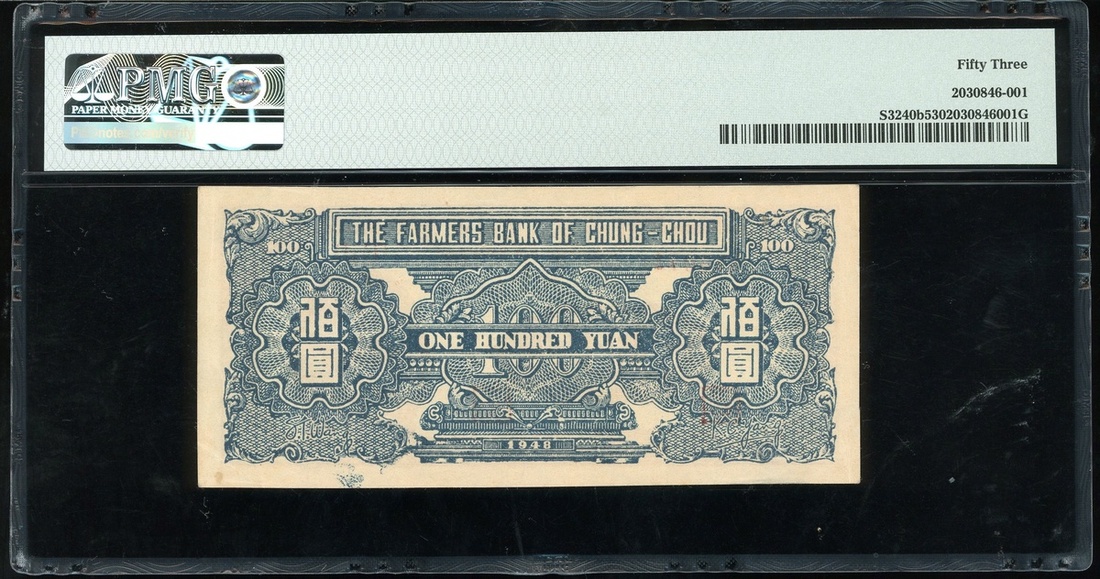 PMG
PAPER MONEY GUARANTY
Fifty Three
2030846-001
S3240b5302030846001G
THE FARMERS BANK OF CHUNG-CHOU
100
100
佰圓
100
ONE HUNDRED YUAN
佰圓
1948